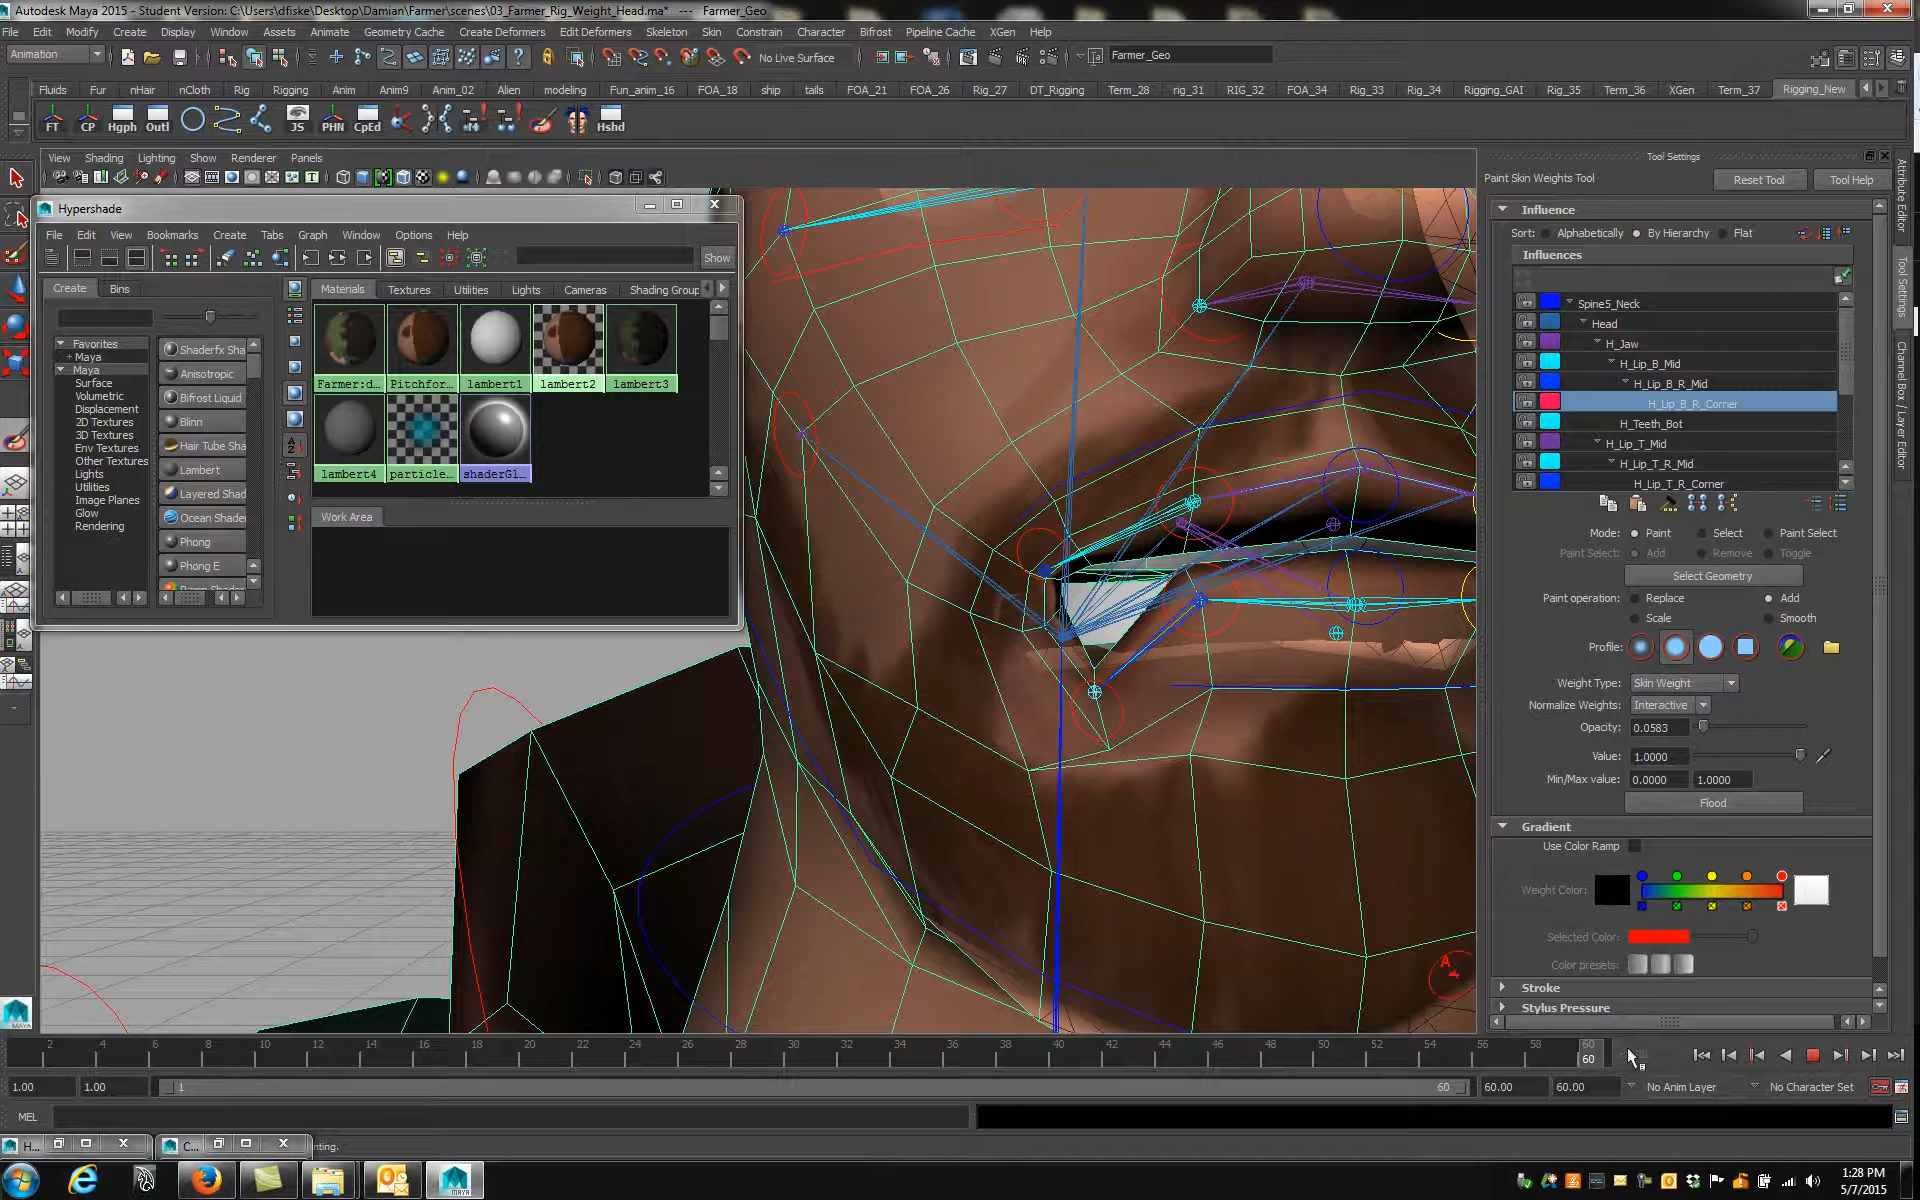 Autodesk Maya 2015 - Student Version: C:\Users\dfiske\Desktop\Damian\Farmer\scenes\03_Farmer_Rig_Weight_Head.ma* --- Farmer_Geo
File Edit Modify Create Display Window Assets Animate Geometry Cache Create Deformers Edit Deformers Skeleton Skin Constrain Character Bifrost Pipeline Cache XGen Help
Animation No Live Surface Farmer_Geo
Fluids Fur nHair nCloth Rig Rigging Anim Anim9 Anim_02 Alien modeling Fun_anim_16 FOA_18 ship tails FOA_21 FOA_26 Rig_27 DT_Rigging Term_28 rig_31 RIG_32 FOA_34 Rig_33 Rig_34 Rigging_GAI Rig_35 Term_36 XGen Term_37 Rigging_New
FT CP Hgph Outl JS PHN CpEd Hshd
View Shading Lighting Show Renderer Panels
Hypershade
File Edit View Bookmarks Create Tabs Graph Window Options Help
Show
Create Bins
Materials Textures Utilities Lights Cameras Shading Group
Favorites
+ Maya
Maya
Surface
Volumetric
Displacement
2D Textures
3D Textures
Env Textures
Other Textures
Lights
Utilities
Image Planes
Glow
Rendering
Shaderfx Sha
Anisotropic
Bifrost Liquid
Blinn
Hair Tube Sha
Lambert
Layered Shad
Ocean Shader
Phong
Phong E
Farmer:d... Pitchfor... lambert1 lambert2 lambert3
lambert4 particle... shaderGl...
Work Area
Tool Settings
Paint Skin Weights Tool Reset Tool Tool Help
Influence
Sort: Alphabetically By Hierarchy Flat
Influences
Spine5_Neck
Head
H_Jaw
H_Lip_B_Mid
H_Lip_B_R_Mid
H_Lip_B_R_Corner
H_Teeth_Bot
H_Lip_T_Mid
H_Lip_T_R_Mid
H_Lip_T_R_Corner
Mode: Paint Select Paint Select
Paint Select: Add Remove Toggle
Select Geometry
Paint operation: Replace Add
Scale Smooth
Profile:
Weight Type: Skin Weight
Normalize Weights: Interactive
Opacity: 0.0583
Value: 1.0000
Min/Max value: 0.0000 1.0000
Flood
Gradient
Use Color Ramp
Weight Color:
Selected Color:
Color presets:
Stroke
Stylus Pressure
Attribute Editor
Tool Settings
Channel Box / Layer Editor
A
2 4 6 8 10 12 14 16 18 20 22 24 26 28 30 32 34 36 38 40 42 44 46 48 50 52 54 56 58 60
60
1.00 1.00 1 60 60.00 60.00 No Anim Layer No Character Set
MEL
H... C... nting.
MAYA
1:28 PM
5/7/2015